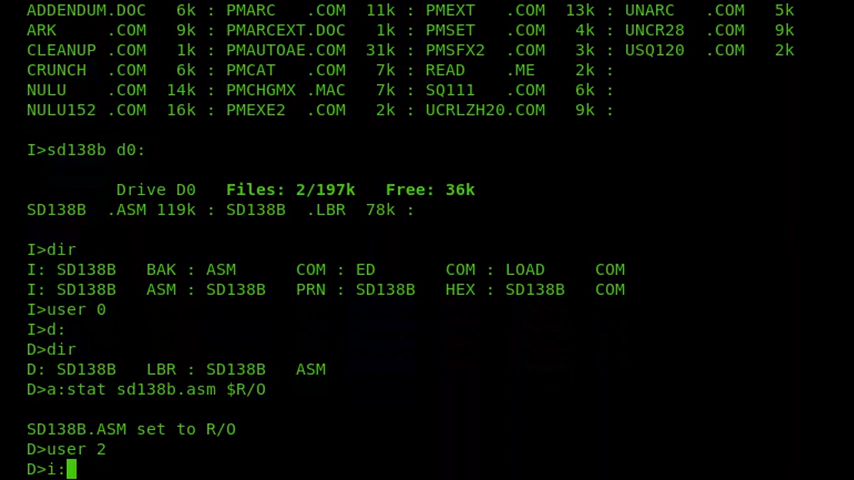 ADDENDUM.DOC   6k : PMARC   .COM  11k : PMEXT   .COM  13k : UNARC   .COM   5k
ARK     .COM   9k : PMARCEXT.DOC   1k : PMSET   .COM   4k : UNCR28  .COM   9k
CLEANUP .COM   1k : PMAUTOAE.COM  31k : PMSFX2  .COM   3k : USQ120  .COM   2k
CRUNCH  .COM   6k : PMCAT   .COM   7k : READ    .ME    2k :
NULU    .COM  14k : PMCHGMX .MAC   7k : SQ111   .COM   6k :
NULU152 .COM  16k : PMEXE2  .COM   2k : UCRLZH20.COM   9k :
I>sd138b d0:
Drive D0   Files: 2/197k   Free: 36k
SD138B  .ASM 119k : SD138B  .LBR  78k :
I>dir
I: SD138B   BAK : ASM      COM : ED       COM : LOAD     COM
I: SD138B   ASM : SD138B   PRN : SD138B   HEX : SD138B   COM
I>user 0
I>d:
D>dir
D: SD138B   LBR : SD138B   ASM
D>a:stat sd138b.asm $R/O
SD138B.ASM set to R/O
D>user 2
D>i: